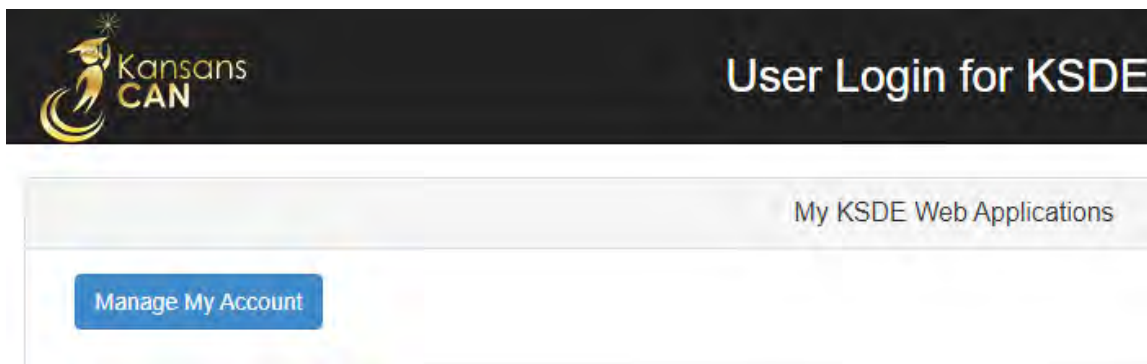 Kansans
CAN
User Login for KSDE
My KSDE Web Applications
Manage My Account